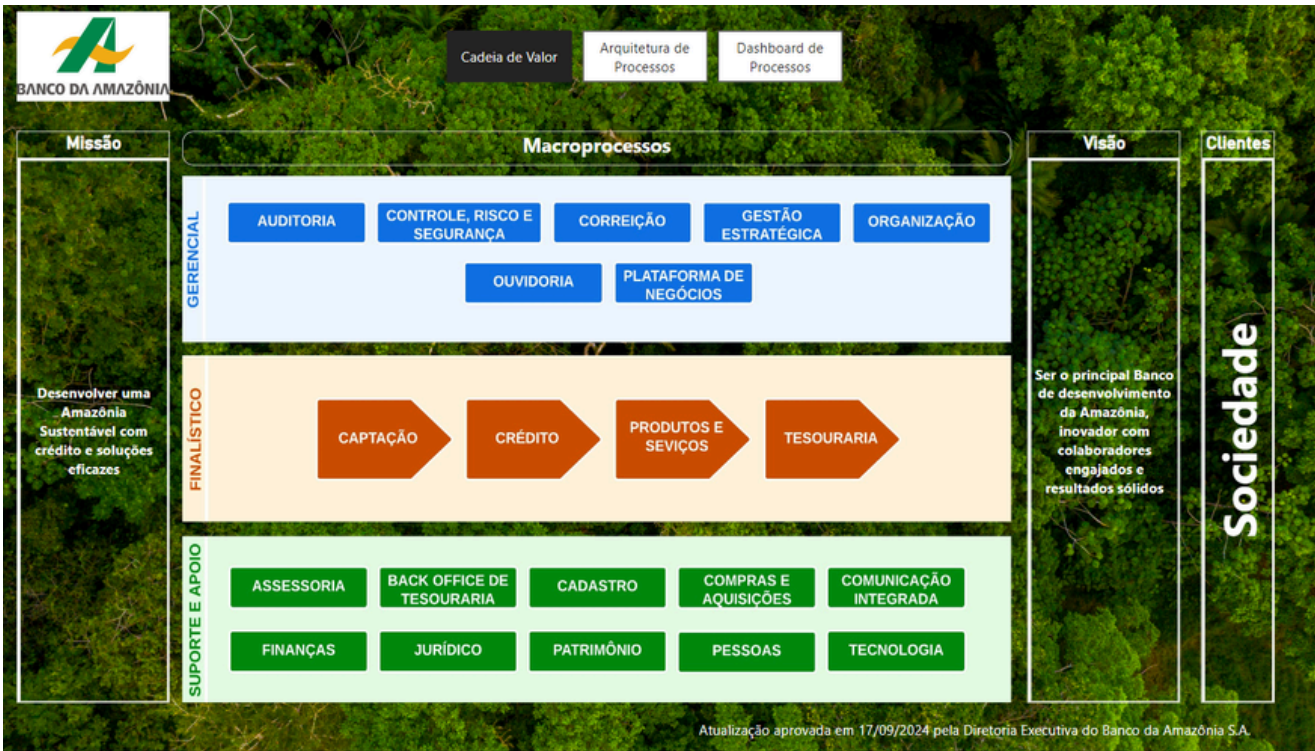 BANCO DA AMAZÔNIA
Cadeia de Valor
Arquitetura de
Processos
Dashboard de
Processos
Missão
Desenvolver uma
Amazônia
Sustentável com
crédito e soluções
eficazes
Macroprocessos
GERENCIAL
AUDITORIA
CONTROLE, RISCO E
SEGURANÇA
CORREIÇÃO
GESTÃO
ESTRATÉGICA
ORGANIZAÇÃO
OUVIDORIA
PLATAFORMA DE
NEGÓCIOS
FINALÍSTICO
CAPTAÇÃO
CRÉDITO
PRODUTOS E
SEVIÇOS
TESOURARIA
SUPORTE E APOIO
ASSESSORIA
BACK OFFICE DE
TESOURARIA
CADASTRO
COMPRAS E
AQUISIÇÕES
COMUNICAÇÃO
INTEGRADA
FINANÇAS
JURÍDICO
PATRIMÔNIO
PESSOAS
TECNOLOGIA
Visão
Ser o principal Banco
de desenvolvimento
da Amazônia,
inovador com
colaboradores
engajados e
resultados sólidos
Clientes
Sociedade
Atualização aprovada em 17/09/2024 pela Diretoria Executiva do Banco da Amazônia S.A.